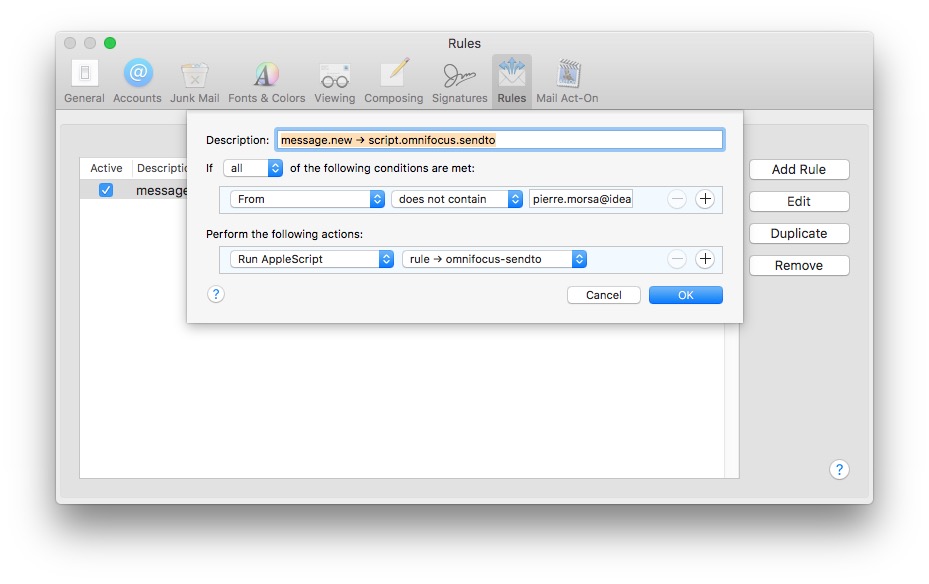 Rules
General Accounts Junk Mail Fonts & Colors Viewing Composing Signatures Rules Mail Act-On
Description: message.new → script.omnifocus.sendto
If all of the following conditions are met:
From does not contain pierre.morsa@idea
Perform the following actions:
Run AppleScript rule → omnifocus-sendto
? Cancel OK
Active Descriptio
message
Add Rule
Edit
Duplicate
Remove
?